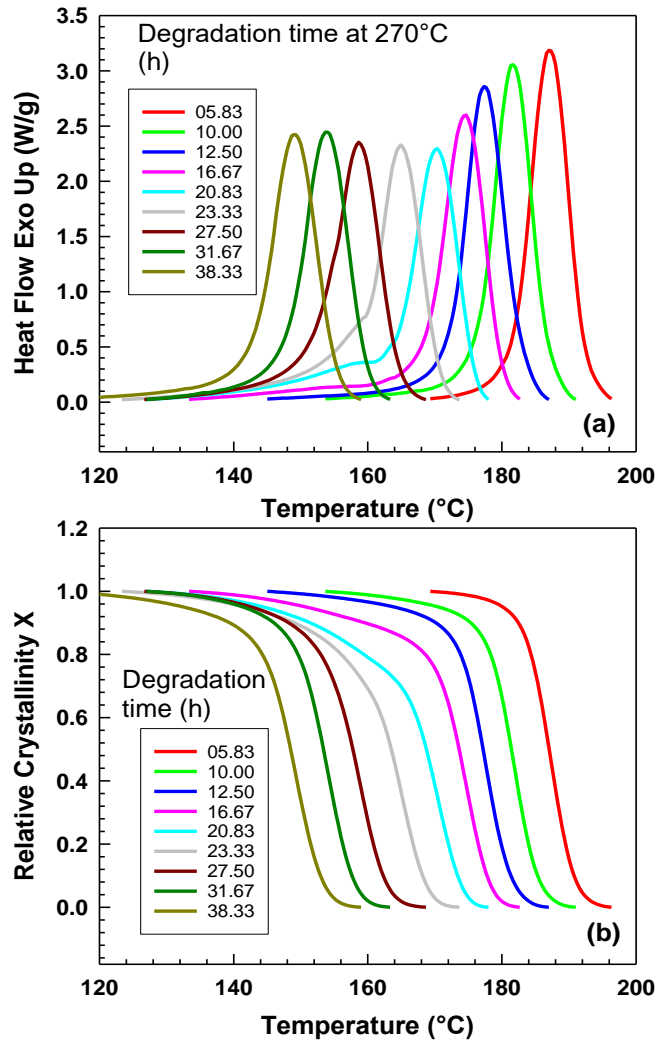 3.5
3.0
2.5
2.0
1.5
1.0
0.5
0.0
Heat Flow Exo Up (W/g)
Degradation time at 270°C
(h)
05.83
10.00
12.50
16.67
20.83
23.33
27.50
31.67
38.33
(a)
120 140 160 180 200
Temperature (°C)
1.2
1.0
0.8
0.6
0.4
0.2
0.0
Relative Crystallinity X
Degradation
time (h)
05.83
10.00
12.50
16.67
20.83
23.33
27.50
31.67
38.33
(b)
120 140 160 180 200
Temperature (°C)